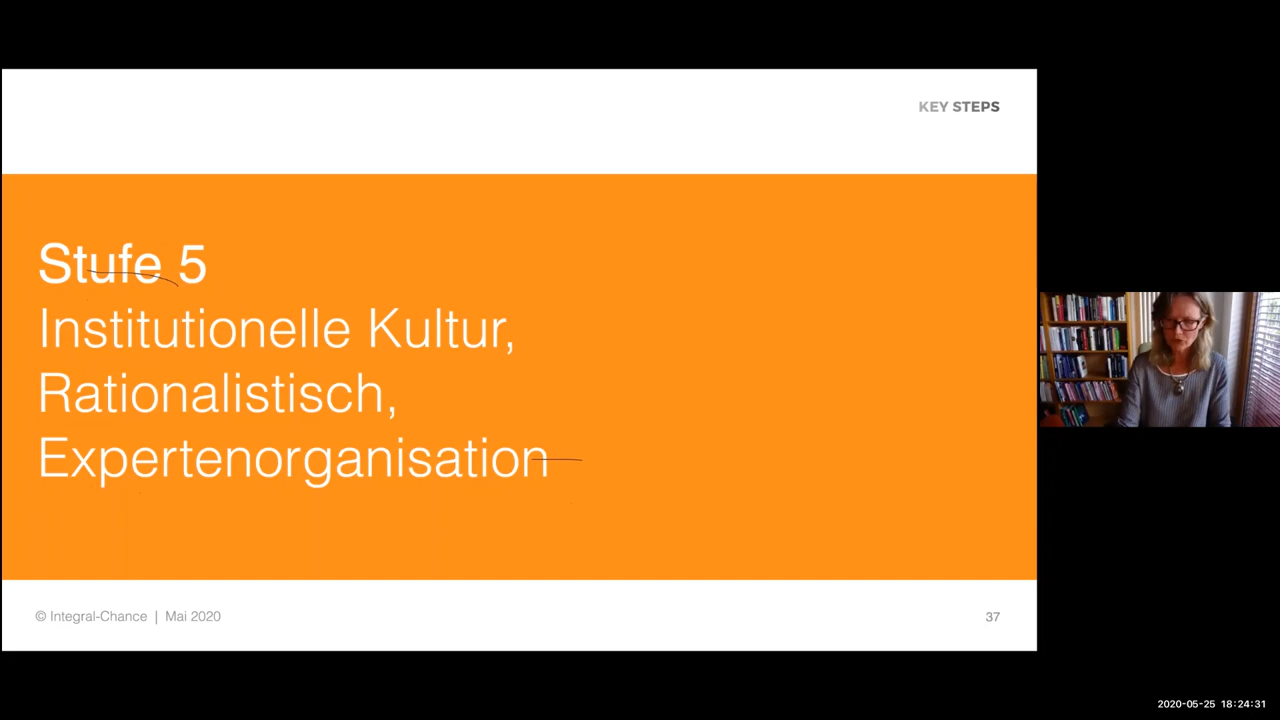 KEY STEPS
Stufe 5
Institutionelle Kultur,
Rationalistisch,
Expertenorganisation
© Integral-Chance | Mai 2020
37
2020-05-25 18:24:31